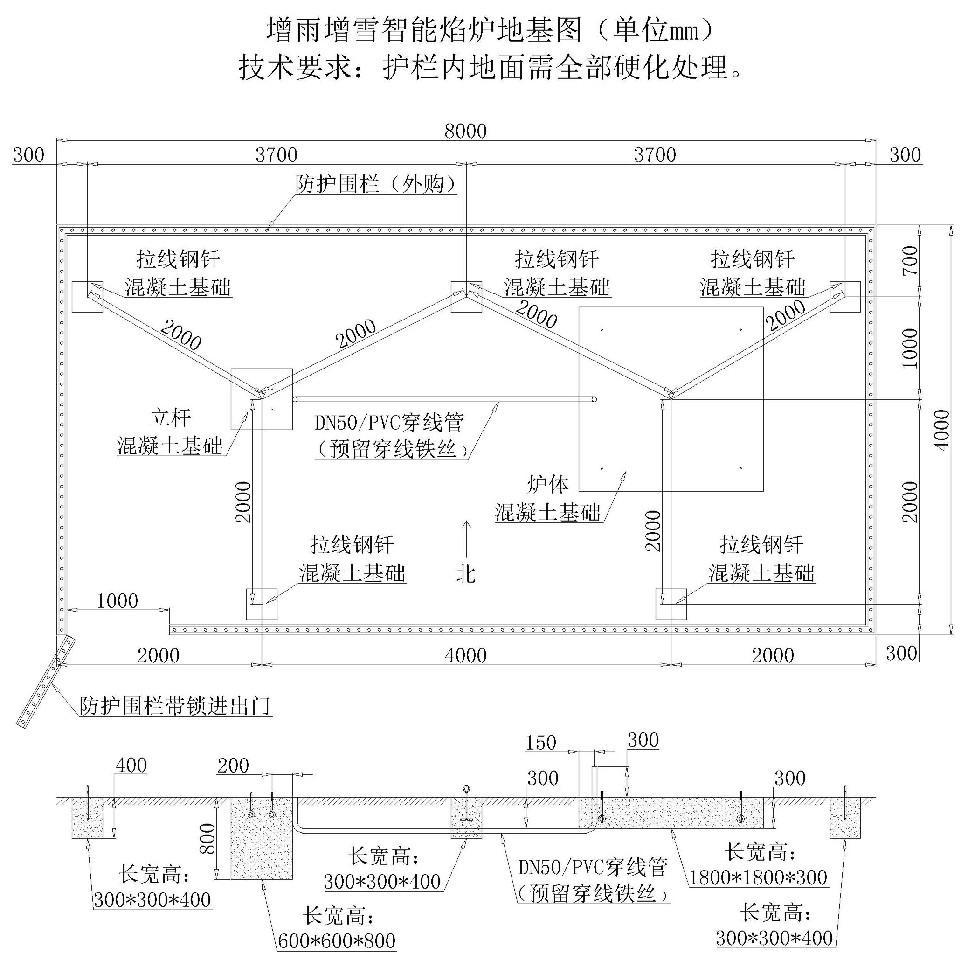 增雨增雪智能焰炉地基图（单位mm）
技术要求：护栏内地面需全部硬化处理。
8000
300
3700
3700
300
防护围栏（外购）
拉线钢钎
混凝土基础
拉线钢钎
混凝土基础
拉线钢钎
混凝土基础
700
2000
2000
2000
2000
1000
4000
立杆
混凝土基础
DN50/PVC穿线管
（预留穿线铁丝）
炉体
混凝土基础
2000
2000
2000
北
拉线钢钎
混凝土基础
拉线钢钎
混凝土基础
1000
2000
4000
2000
300
防护围栏带锁进出门
400
200
150
300
300
300
800
长宽高：
300*300*400
长宽高：
300*300*400
DN50/PVC穿线管
（预留穿线铁丝）
长宽高：
1800*1800*300
长宽高：
600*600*800
长宽高：
300*300*400